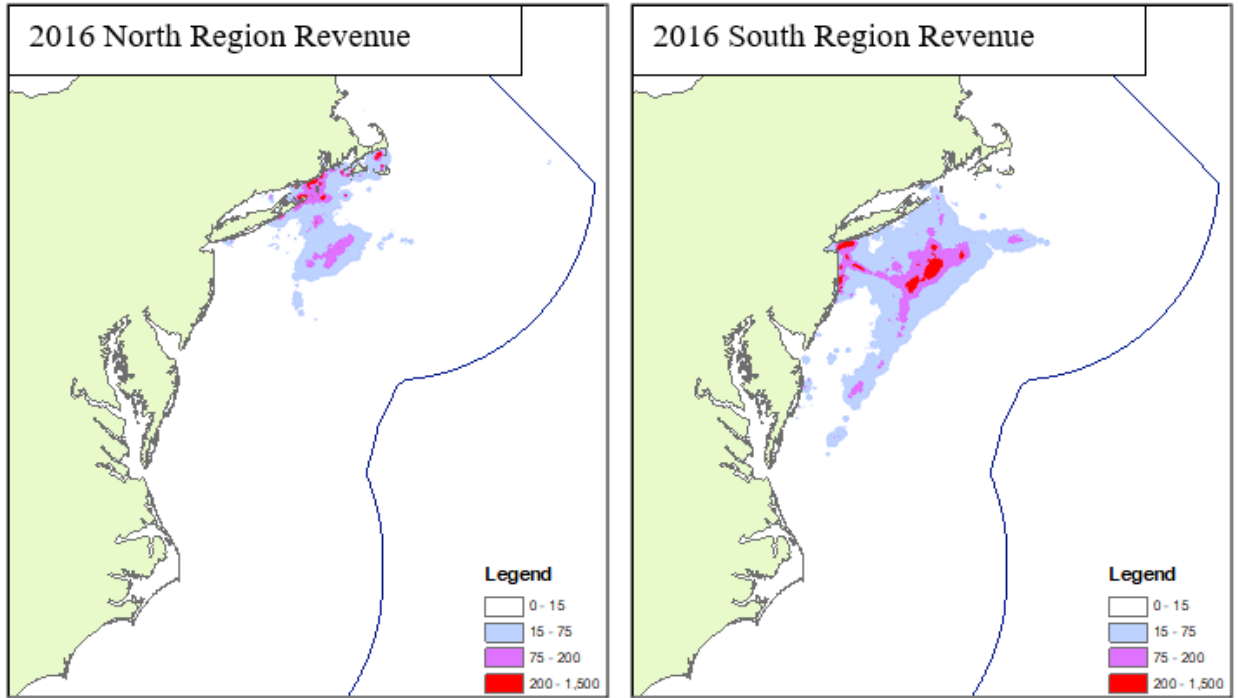 2016 North Region Revenue
Legend
0 - 15
15 - 75
75 - 200
200 - 1,500
2016 South Region Revenue
Legend
0 - 15
15 - 75
75 - 200
200 - 1,500